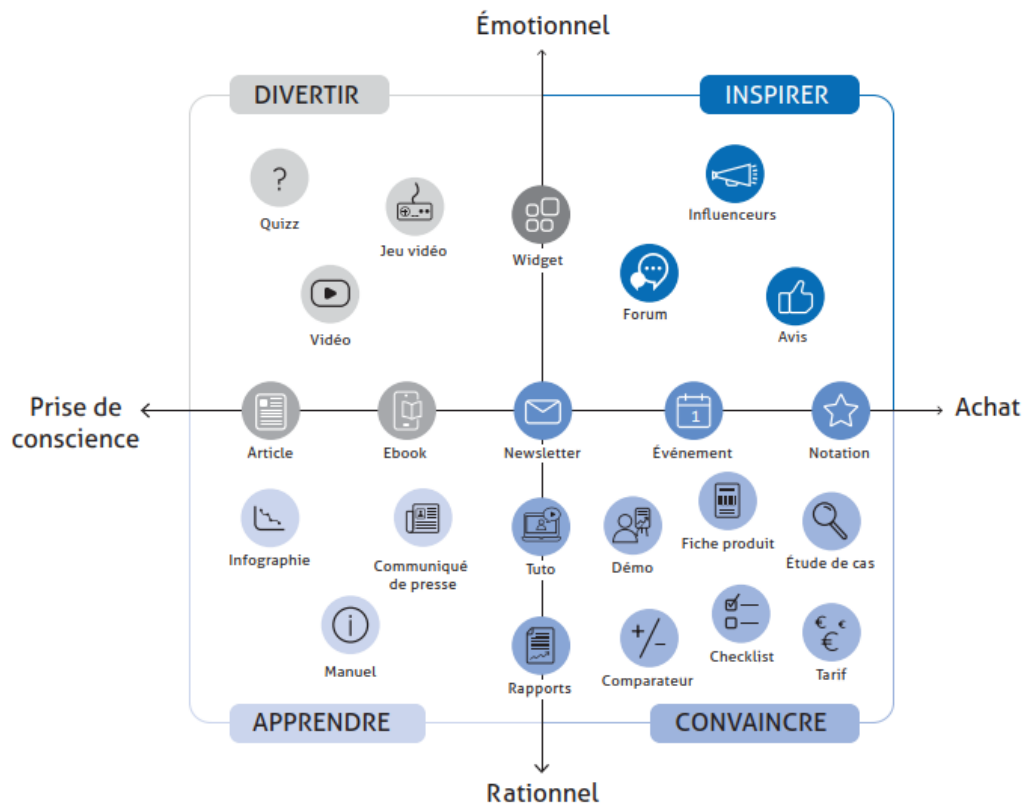 Émotionnel
DIVERTIR
INSPIRER
?
Quizz
Jeu vidéo
Widget
Influenceurs
Vidéo
Forum
Avis
Prise de
conscience
Achat
1
Article
Ebook
Newsletter
Événement
Notation
Infographie
Communiqué
de presse
Tuto
Démo
Fiche produit
Étude de cas
i
Manuel
Rapports
+/-
Comparateur
Checklist
€ €
€
Tarif
APPRENDRE
CONVAINCRE
Rationnel